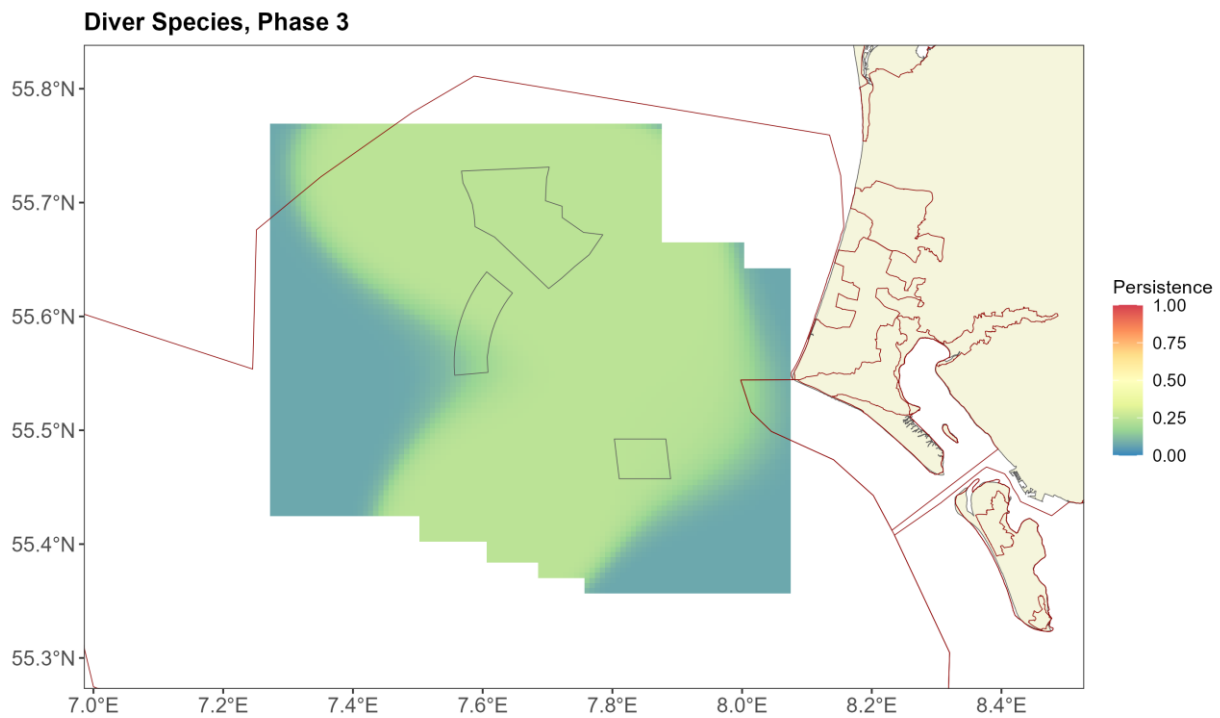 Diver Species, Phase 3
55.8°N
55.7°N
55.6°N
55.5°N
55.4°N
55.3°N
7.0°E 7.2°E 7.4°E 7.6°E 7.8°E 8.0°E 8.2°E 8.4°E
Persistence
1.00
0.75
0.50
0.25
0.00